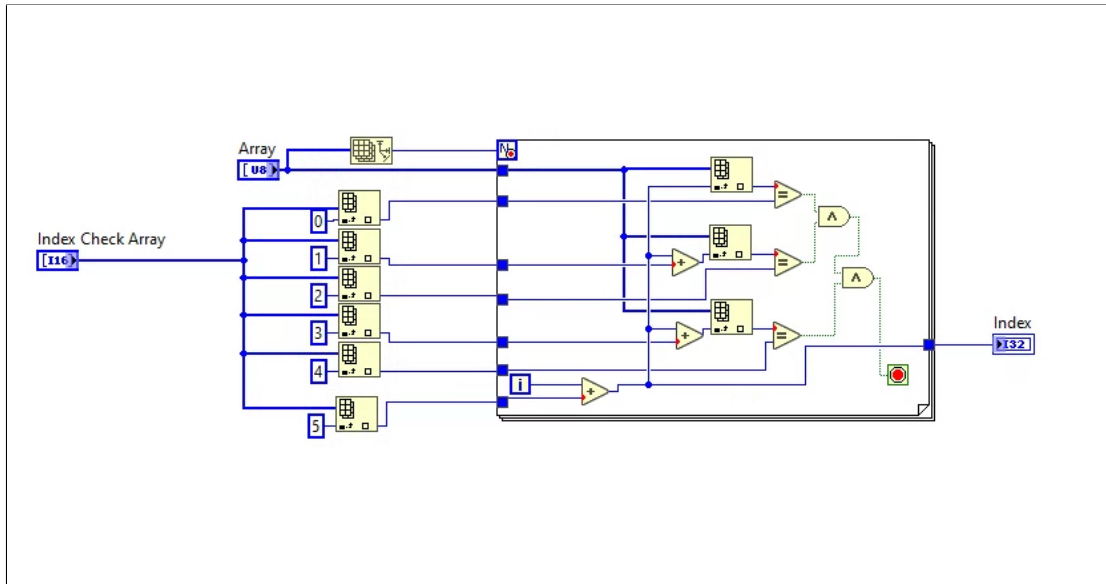 Array
[U8]
N
0
Index Check Array
[I16]
1
2
3
4
5
i
=
+
=
+
=
+
∧
∧
Index
I32